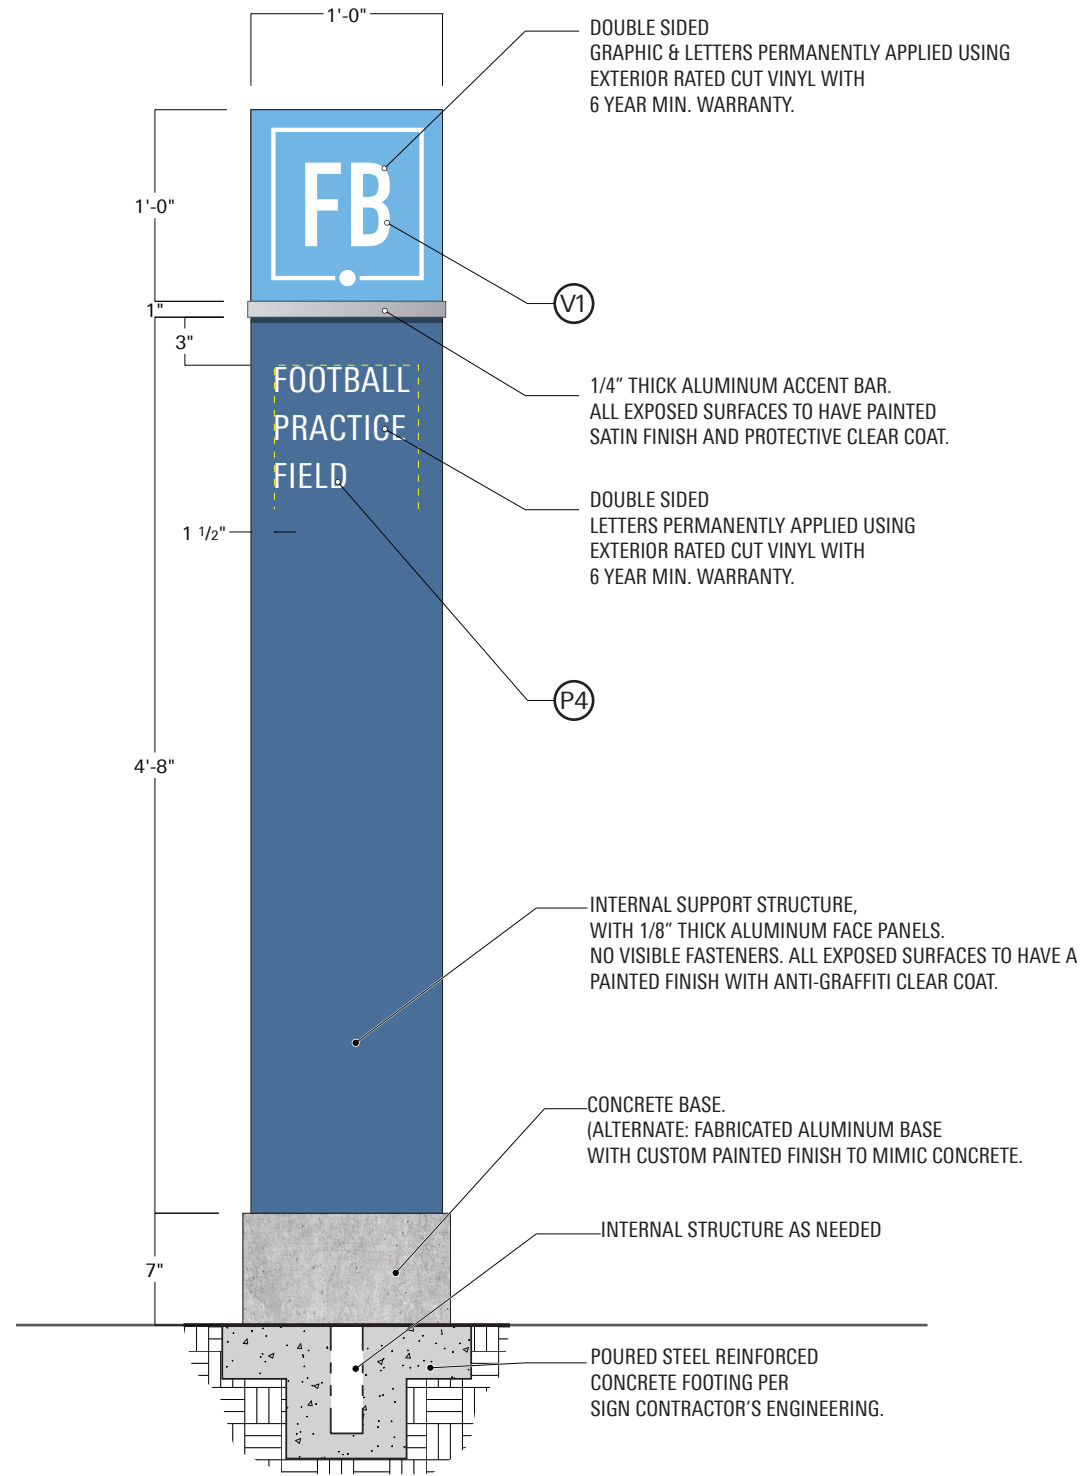 1'-0"
DOUBLE SIDED
GRAPHIC & LETTERS PERMANENTLY APPLIED USING
EXTERIOR RATED CUT VINYL WITH
6 YEAR MIN. WARRANTY.
FB
1'-0"
V1
1"
3"
FOOTBALL
PRACTICE
FIELD
1/4” THICK ALUMINUM ACCENT BAR.
ALL EXPOSED SURFACES TO HAVE PAINTED
SATIN FINISH AND PROTECTIVE CLEAR COAT.
DOUBLE SIDED
LETTERS PERMANENTLY APPLIED USING
EXTERIOR RATED CUT VINYL WITH
6 YEAR MIN. WARRANTY.
1 1/2"
P4
4'-8"
INTERNAL SUPPORT STRUCTURE,
WITH 1/8” THICK ALUMINUM FACE PANELS.
NO VISIBLE FASTENERS. ALL EXPOSED SURFACES TO HAVE A
PAINTED FINISH WITH ANTI-GRAFFITI CLEAR COAT.
CONCRETE BASE.
(ALTERNATE: FABRICATED ALUMINUM BASE
WITH CUSTOM PAINTED FINISH TO MIMIC CONCRETE.
INTERNAL STRUCTURE AS NEEDED
7"
POURED STEEL REINFORCED
CONCRETE FOOTING PER
SIGN CONTRACTOR’S ENGINEERING.